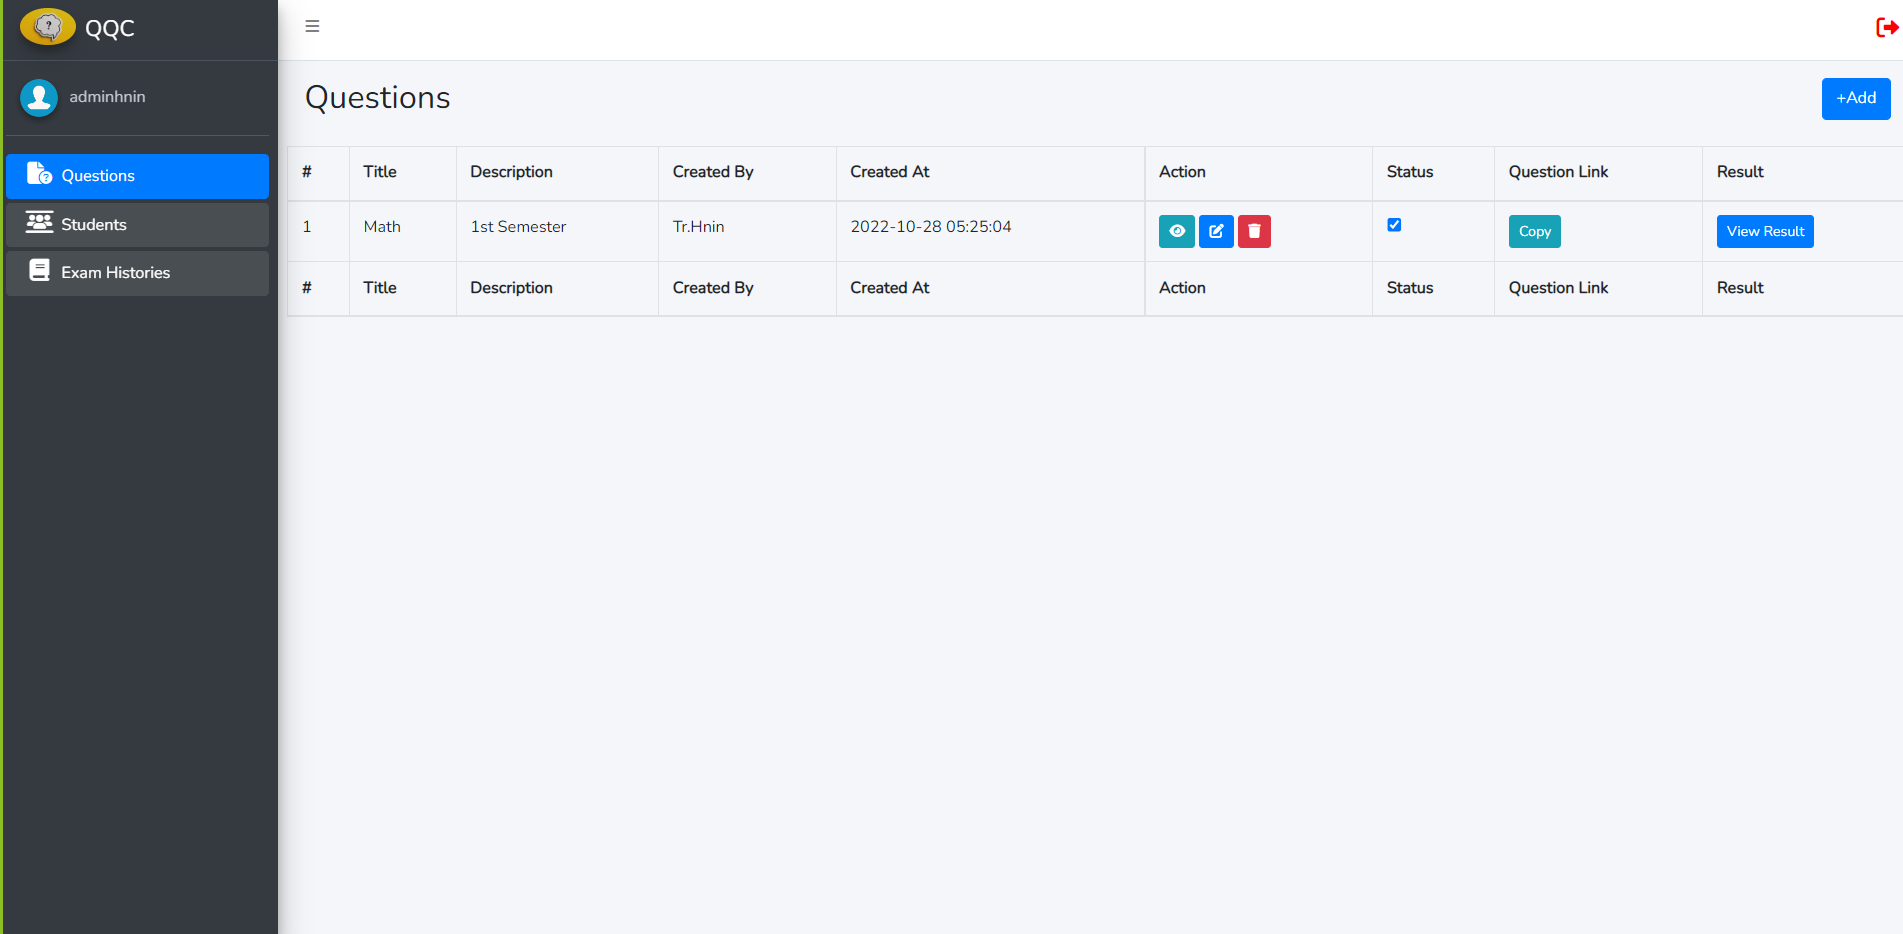 QQC
adminhnin
Questions
Students
Exam Histories
Questions
+Add
# Title Description Created By Created At Action Status Question Link Result
1 Math 1st Semester Tr.Hnin 2022-10-28 05:25:04 Copy View Result
# Title Description Created By Created At Action Status Question Link Result